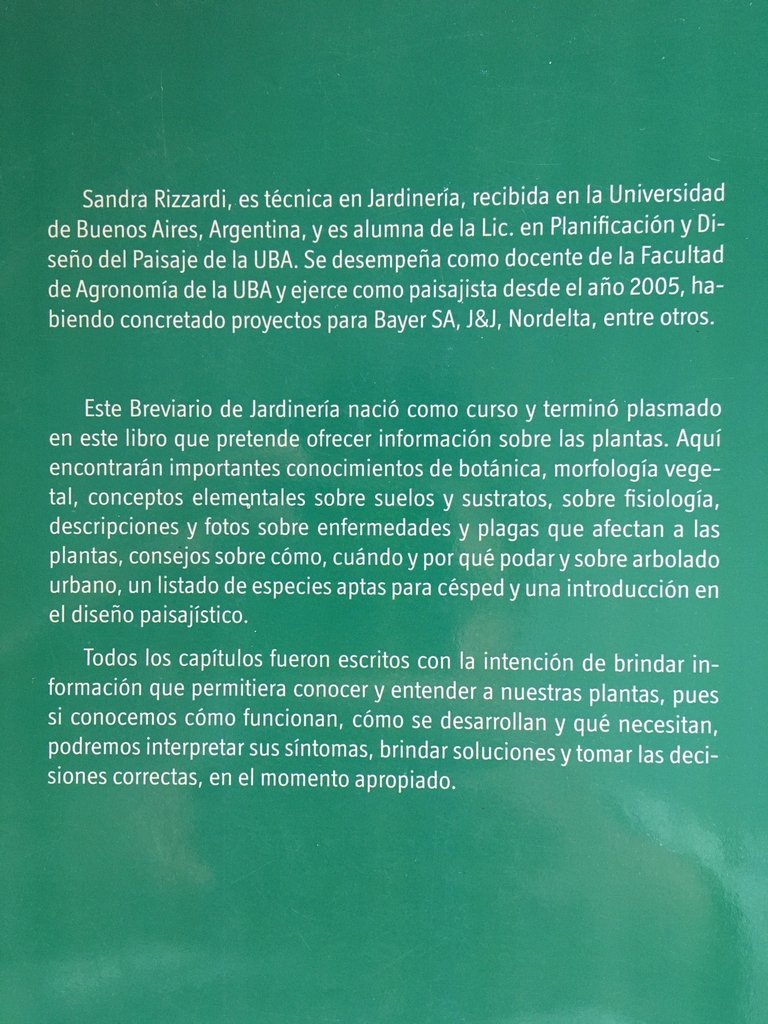 Sandra Rizzardi, es técnica en Jardinería, recibida en la Universidad
de Buenos Aires, Argentina, y es alumna de la Lic. en Planificación y Di-
seño del Paisaje de la UBA. Se desempeña como docente de la Facultad
de Agronomía de la UBA y ejerce como paisajista desde el año 2005, ha-
biendo concretado proyectos para Bayer SA, J&J, Nordelta, entre otros.
Este Breviario de Jardinería nació como curso y terminó plasmado
en este libro que pretende ofrecer información sobre las plantas. Aquí
encontrarán importantes conocimientos de botánica, morfología vege-
tal, conceptos elementales sobre suelos y sustratos, sobre fisiología,
descripciones y fotos sobre enfermedades y plagas que afectan a las
plantas, consejos sobre cómo, cuándo y por qué podar y sobre arbolado
urbano, un listado de especies aptas para césped y una introducción en
el diseño paisajístico.
Todos los capítulos fueron escritos con la intención de brindar in-
formación que permitiera conocer y entender a nuestras plantas, pues
si conocemos cómo funcionan, cómo se desarrollan y qué necesitan,
podremos interpretar sus síntomas, brindar soluciones y tomar las deci-
siones correctas, en el momento apropiado.